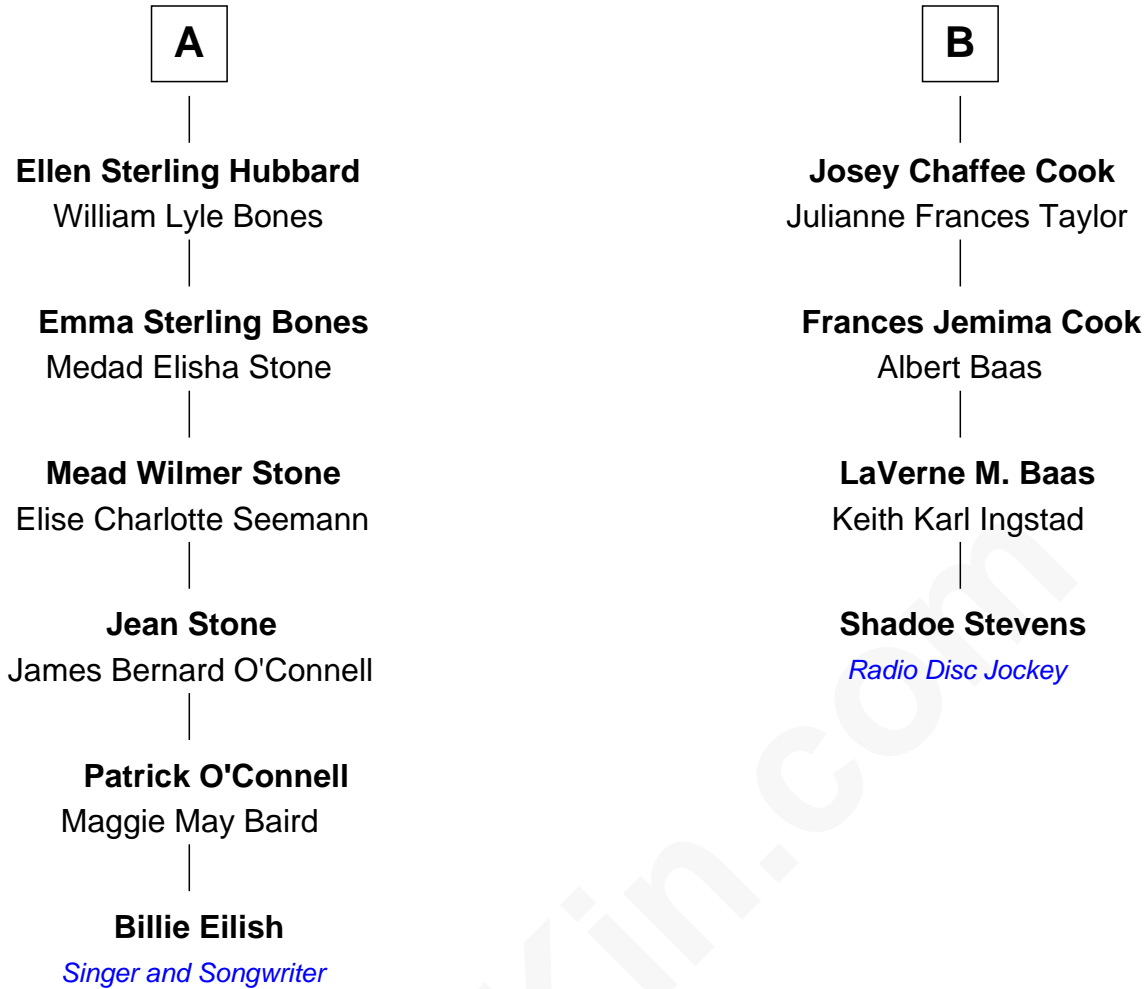 A
Ellen Sterling Hubbard
William Lyle Bones
Emma Sterling Bones
Medad Elisha Stone
Mead Wilmer Stone
Elise Charlotte Seemann
Jean Stone
James Bernard O'Connell
Patrick O'Connell
Maggie May Baird
Billie Eilish
Singer and Songwriter
B
Josey Chaffee Cook
Julianne Frances Taylor
Frances Jemima Cook
Albert Baas
LaVerne M. Baas
Keith Karl Ingstad
Shadoe Stevens
Radio Disc Jockey